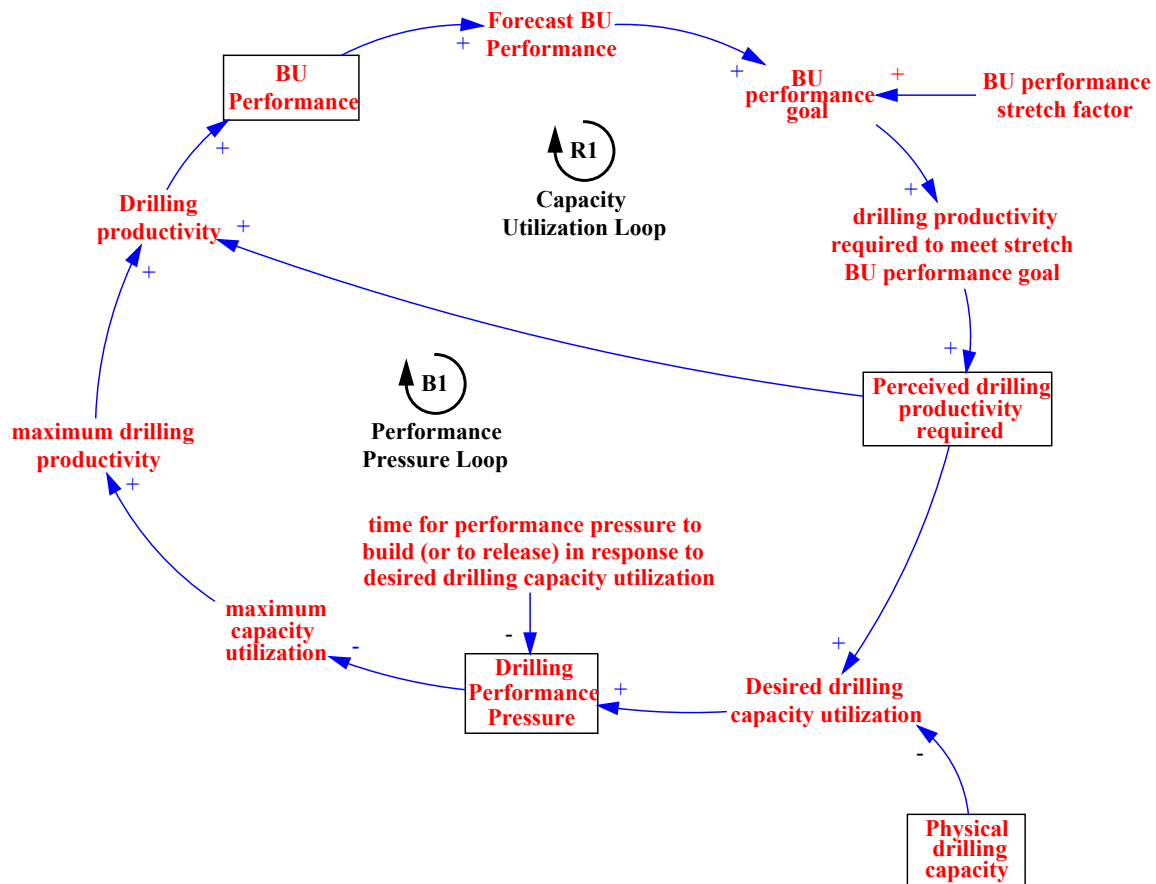 Forecast BU
Performance
+
+
BU
Performance
BU
performance
goal
+
BU performance
stretch factor
+
R1
Capacity
Utilization Loop
+
Drilling
productivity
+
+
drilling productivity
required to meet stretch
BU performance goal
+
B1
Performance
Pressure Loop
Perceived drilling
productivity
required
maximum drilling
productivity
+
time for performance pressure to
build (or to release) in response to
desired drilling capacity utilization
maximum
capacity
utilization
-
-
Drilling
Performance
Pressure
+
+
Desired drilling
capacity utilization
-
Physical
drilling
capacity
+